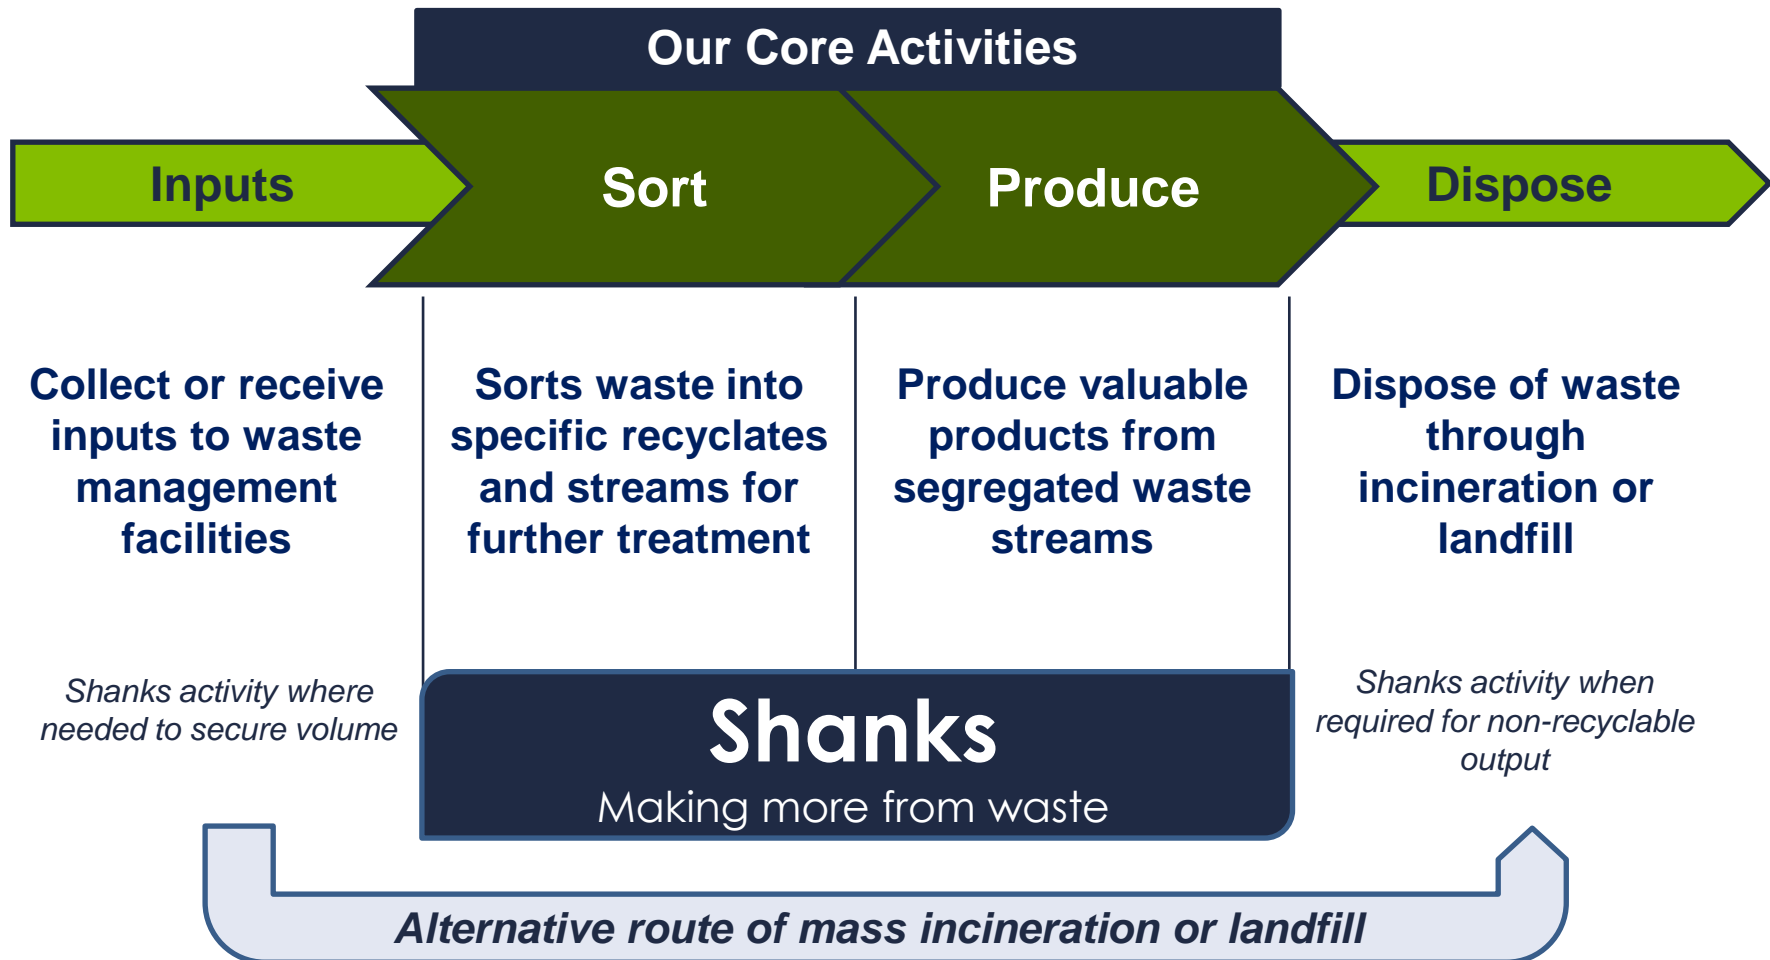 Our Core Activities
Inputs
Sort
Produce
Dispose
Collect or receive
inputs to waste
management
facilities
Sorts waste into
specific recyclates
and streams for
further treatment
Produce valuable
products from
segregated waste
streams
Dispose of waste
through
incineration or
landfill
Shanks activity where
needed to secure volume
Shanks
Making more from waste
Shanks activity when
required for non-recyclable
output
Alternative route of mass incineration or landfill